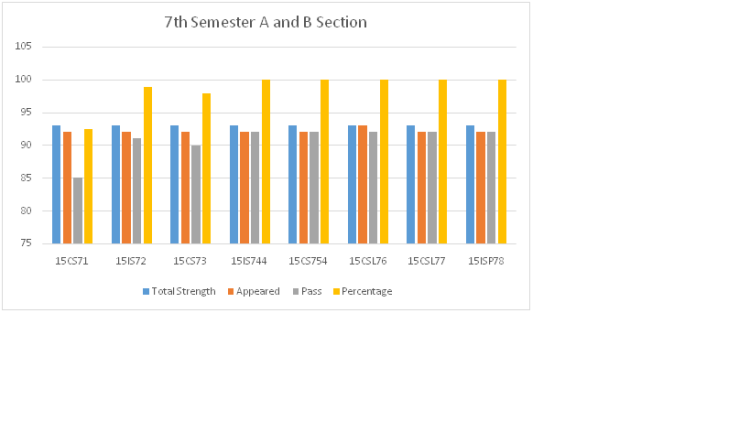 7th Semester A and B Section
105
100
95
90
85
80
75
15CS71 15IS72 15CS73 15IS744 15CS754 15CSL76 15CSL77 15ISP78
Total Strength Appeared Pass Percentage